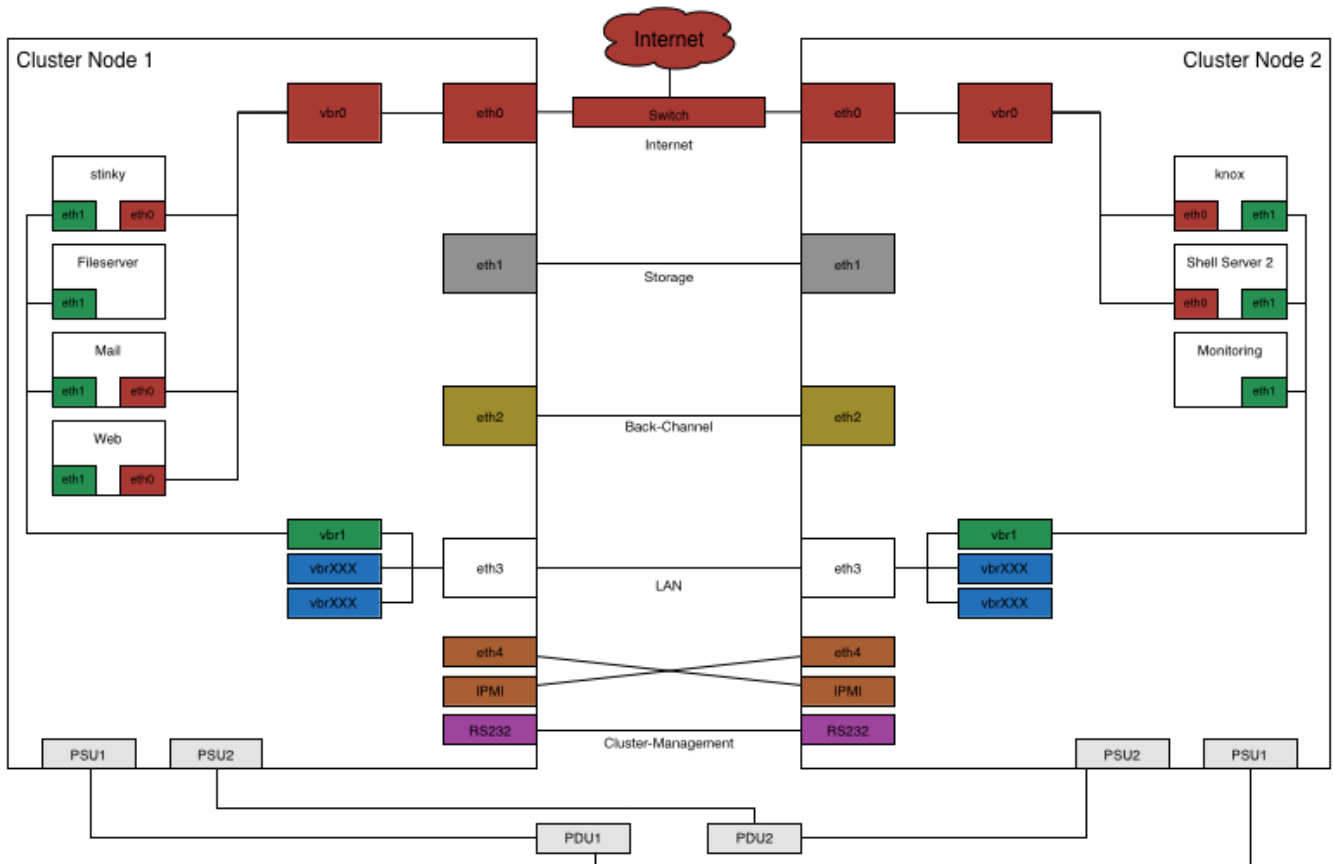 Internet
Cluster Node 1
Cluster Node 2
vbr0
eth0
Switch
eth0
vbr0
Internet
stinky
eth1
eth0
knox
eth0
eth1
Fileserver
eth1
eth1
Storage
eth1
Shell Server 2
eth0
eth1
Mail
eth1
eth0
Monitoring
eth1
eth2
Back-Channel
eth2
Web
eth1
eth0
vbr1
vbrXXX
vbrXXX
eth3
LAN
eth3
vbr1
vbrXXX
vbrXXX
eth4
IPMI
RS232
Cluster-Management
eth4
IPMI
RS232
PSU1
PSU2
PSU2
PSU1
PDU1
PDU2